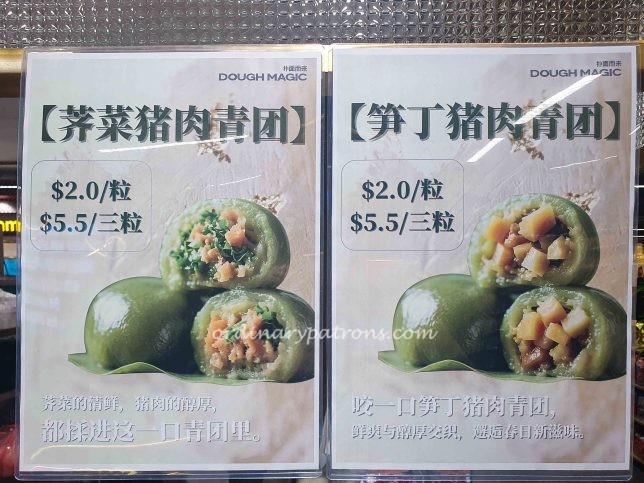 扑面而来
DOUGH MAGIC
【荠菜猪肉青团】
$2.0/粒
$5.5/三粒
荠菜的清鲜，猪肉的醇厚，
都揉进这一口青团里。
扑面而来
DOUGH MAGIC
【笋丁猪肉青团】
$2.0/粒
$5.5/三粒
咬一口笋丁猪肉青团，
鲜爽与醇厚交织，邂逅春日新滋味。
ordinarypatrons.com